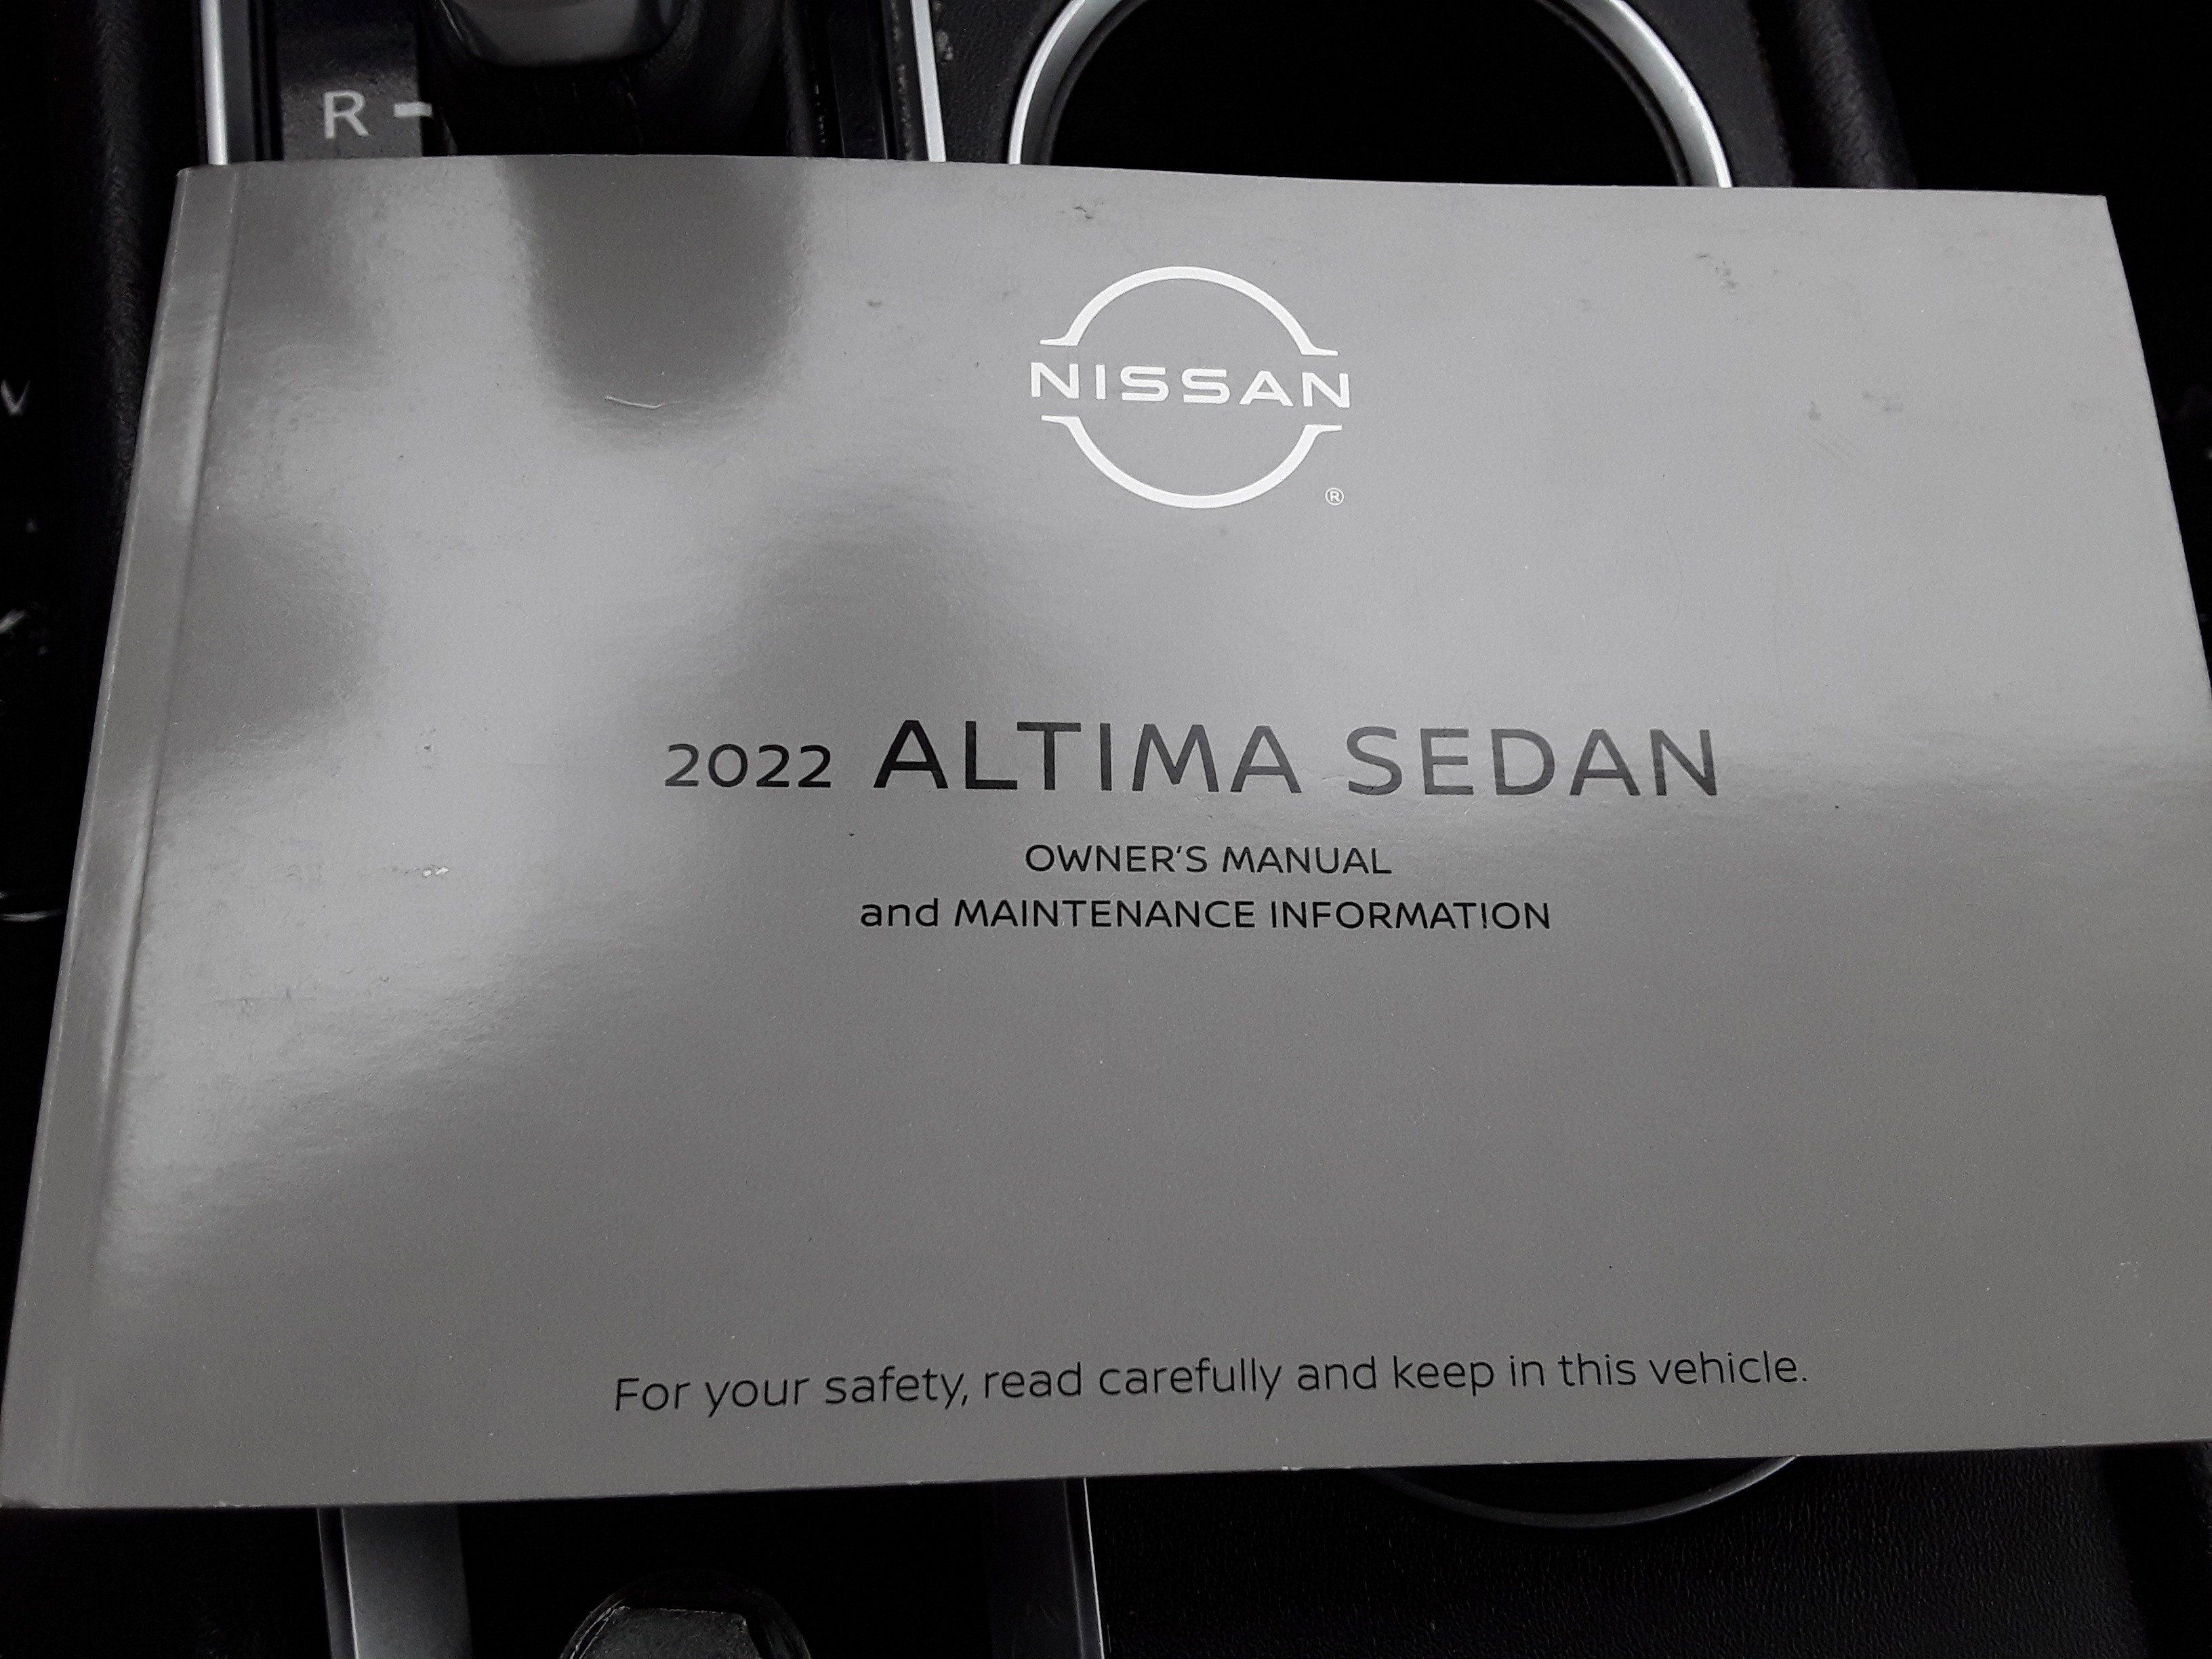 R -
NISSAN
®
2022 ALTIMA SEDAN
OWNER'S MANUAL
and MAINTENANCE INFORMATION
For your safety, read carefully and keep in this vehicle.